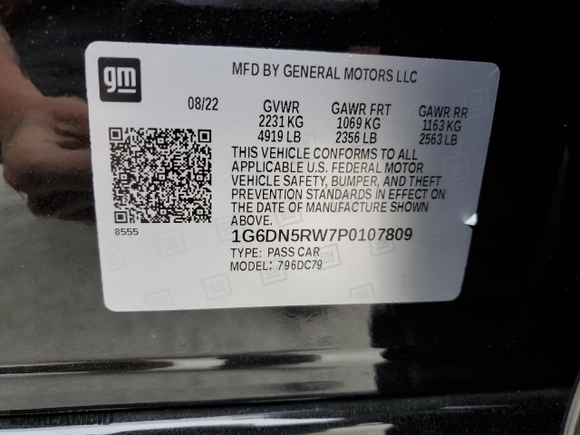 gm
MFD BY GENERAL MOTORS LLC
08/22 GVWR GAWR FRT GAWR RR
2231 KG 1069 KG 1163 KG
4919 LB 2356 LB 2563 LB
THIS VEHICLE CONFORMS TO ALL
APPLICABLE U.S. FEDERAL MOTOR
VEHICLE SAFETY, BUMPER, AND THEFT
PREVENTION STANDARDS IN EFFECT ON
THE DATE OF MANUFACTURE SHOWN
ABOVE.
8555
1G6DN5RW7P0107809
TYPE: PASS CAR
MODEL: 796DC79